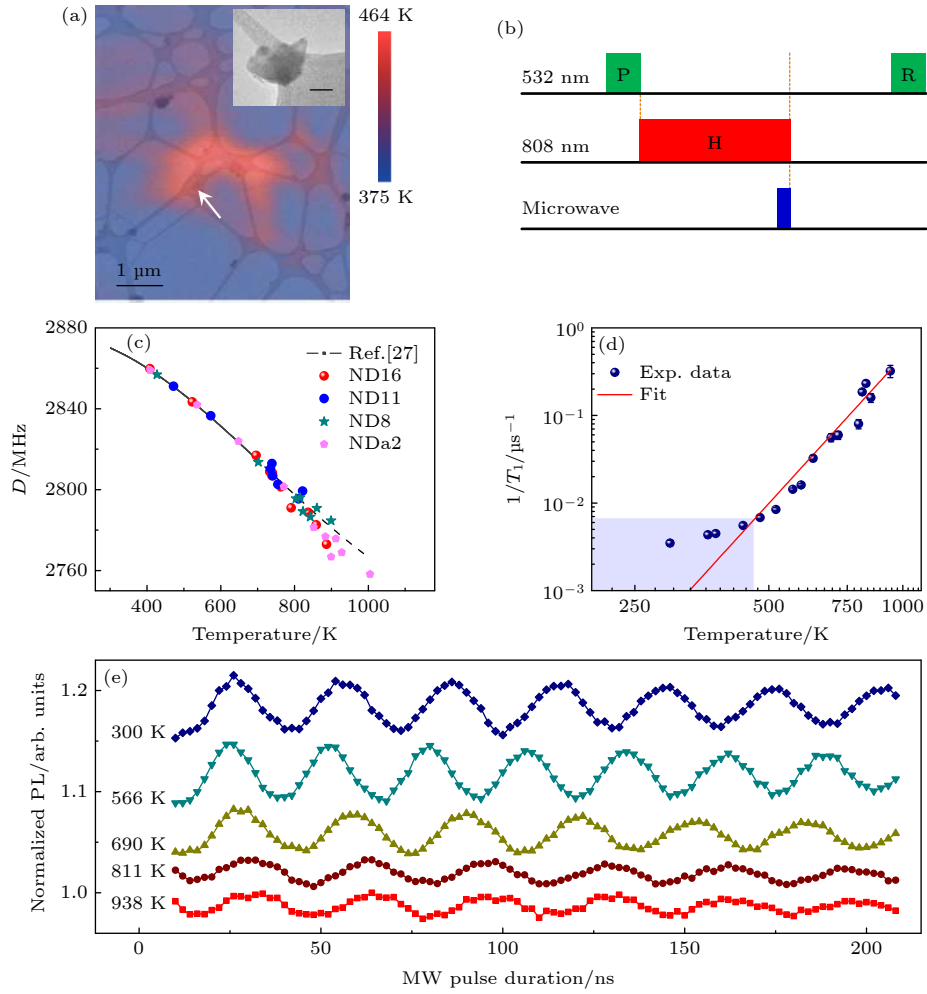 (a)
464 K
375 K
1 µm
(b)
532 nm
P
R
808 nm
H
Microwave
(c)
D/MHz
2880
2840
2800
2760
400
600
800
1000
Temperature/K
Ref.[27]
ND16
ND11
ND8
NDa2
(d)
1/T1/µs−1
10^0
10^−1
10^−2
10^−3
250
500
750
1000
Temperature/K
Exp. data
Fit
(e)
Normalized PL/arb. units
1.2
1.1
1.0
300 K
566 K
690 K
811 K
938 K
0
50
100
150
200
MW pulse duration/ns